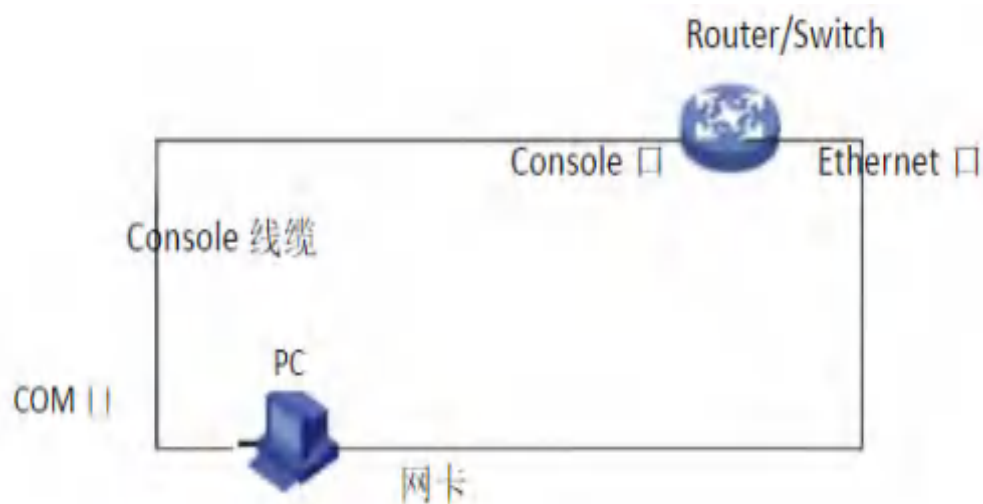 Router/Switch
Console 口
Ethernet 口
Console 线缆
PC
COM 口
网卡